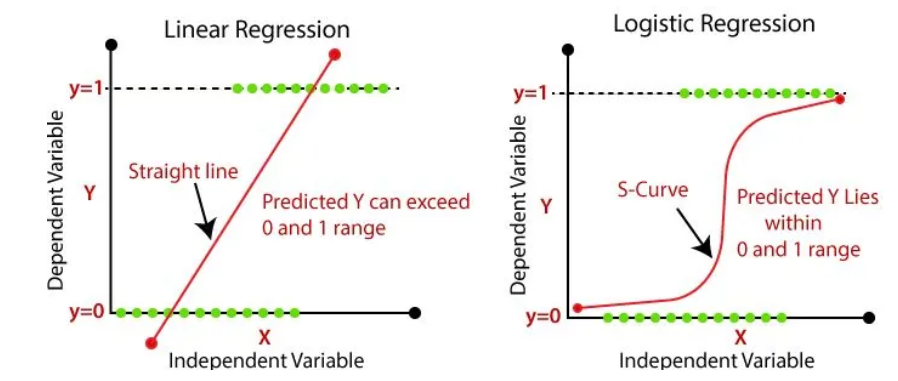 Linear Regression
y=1
Dependent Variable
Y
Straight line
Predicted Y can exceed
0 and 1 range
y=0
X
Independent Variable
Logistic Regression
y=1
Dependent Variable
Y
S-Curve
Predicted Y Lies
within
0 and 1 range
y=0
X
Independent Variable